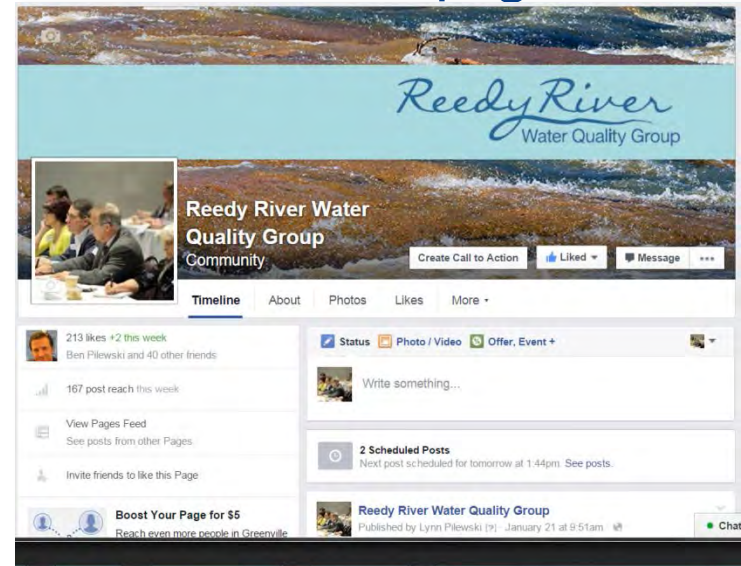 Reedy River
Water Quality Group
Reedy River Water
Quality Group
Community
Create Call to Action
Liked
Message
Timeline
About
Photos
Likes
More
213 likes +2 this week
Ben Pilewski and 40 other friends
167 post reach this week
View Pages Feed
See posts from other Pages
Invite friends to like this Page
Boost Your Page for $5
Reach even more people in Greenville
Status
Photo / Video
Offer, Event +
Write something...
2 Scheduled Posts
Next post scheduled for tomorrow at 1:44pm. See posts.
Reedy River Water Quality Group
Published by Lynn Pilewski [?] · January 21 at 9:51am ·
Chat